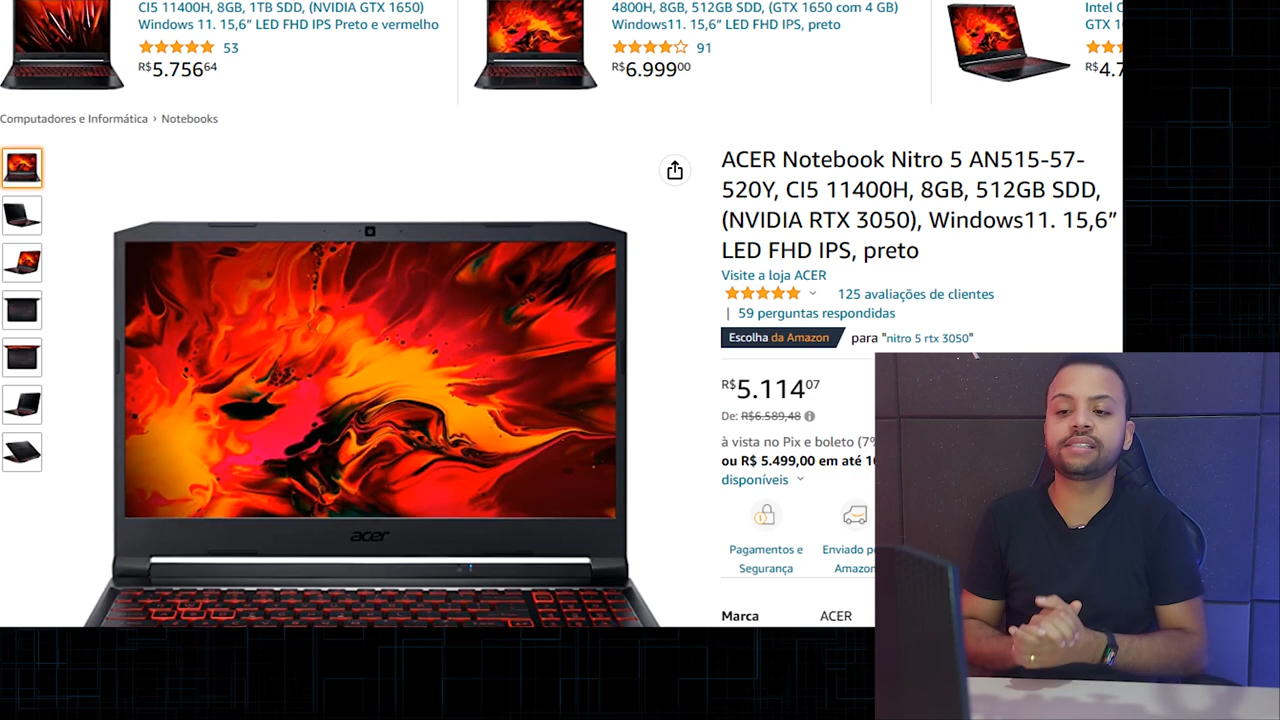 CI5 11400H, 8GB, 1TB SDD, (NVIDIA GTX 1650)
Windows 11. 15,6” LED FHD IPS Preto e vermelho
53
R$5.75664
4800H, 8GB, 512GB SDD, (GTX 1650 com 4 GB)
Windows11. 15,6” LED FHD IPS, preto
91
R$6.99900
Intel C
GTX 1
R$4.7
Computadores e Informática › Notebooks
ACER Notebook Nitro 5 AN515-57-
520Y, CI5 11400H, 8GB, 512GB SDD,
(NVIDIA RTX 3050), Windows11. 15,6”
LED FHD IPS, preto
Visite a loja ACER
125 avaliações de clientes
| 59 perguntas respondidas
Escolha da Amazon para "nitro 5 rtx 3050"
R$5.11407
De: R$6.589,48
à vista no Pix e boleto (7%
ou R$ 5.499,00 em até 1
disponíveis
Pagamentos e
Segurança
Enviado p
Amazon
Marca ACER
acer